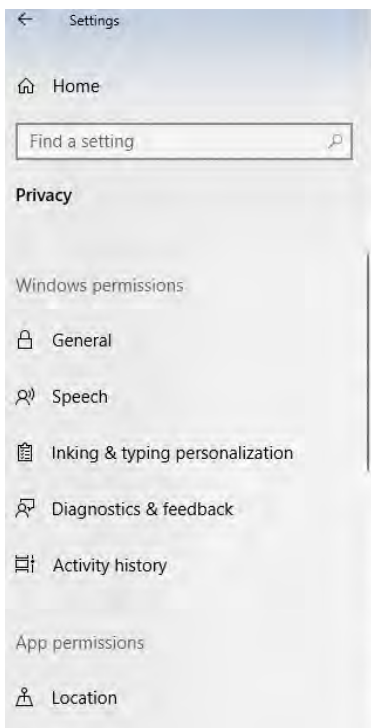 Settings
Home
Find a setting
Privacy
Windows permissions
General
Speech
Inking & typing personalization
Diagnostics & feedback
Activity history
App permissions
Location